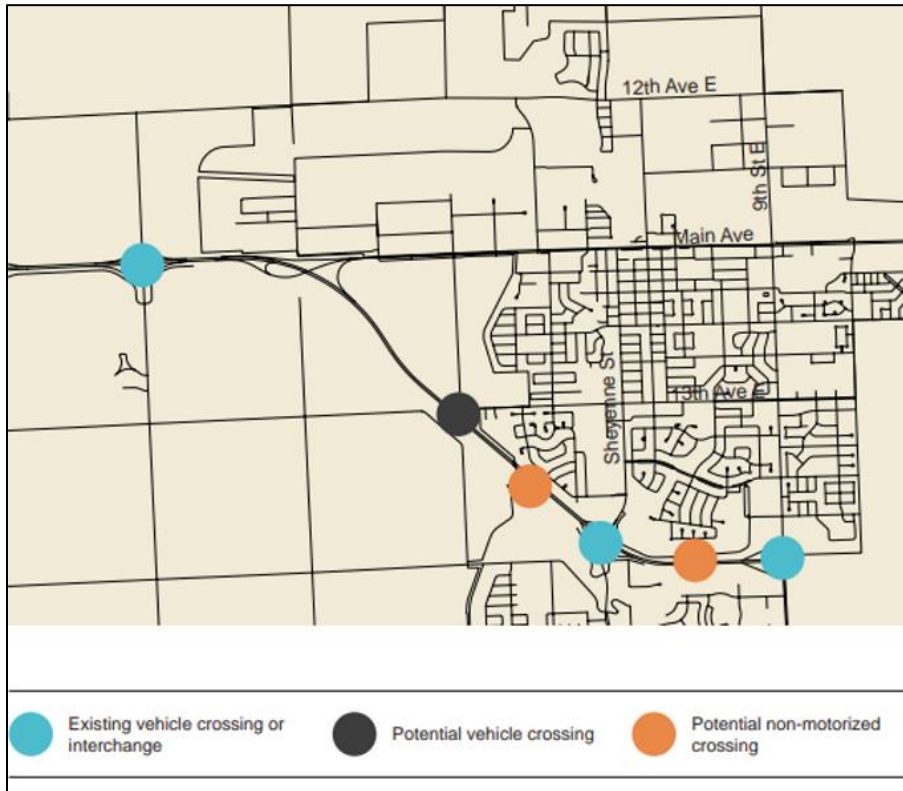 12th Ave E
9th St E
Main Ave
13th Ave E
Sheyenne St
Existing vehicle crossing or
interchange
Potential vehicle crossing
Potential non-motorized
crossing